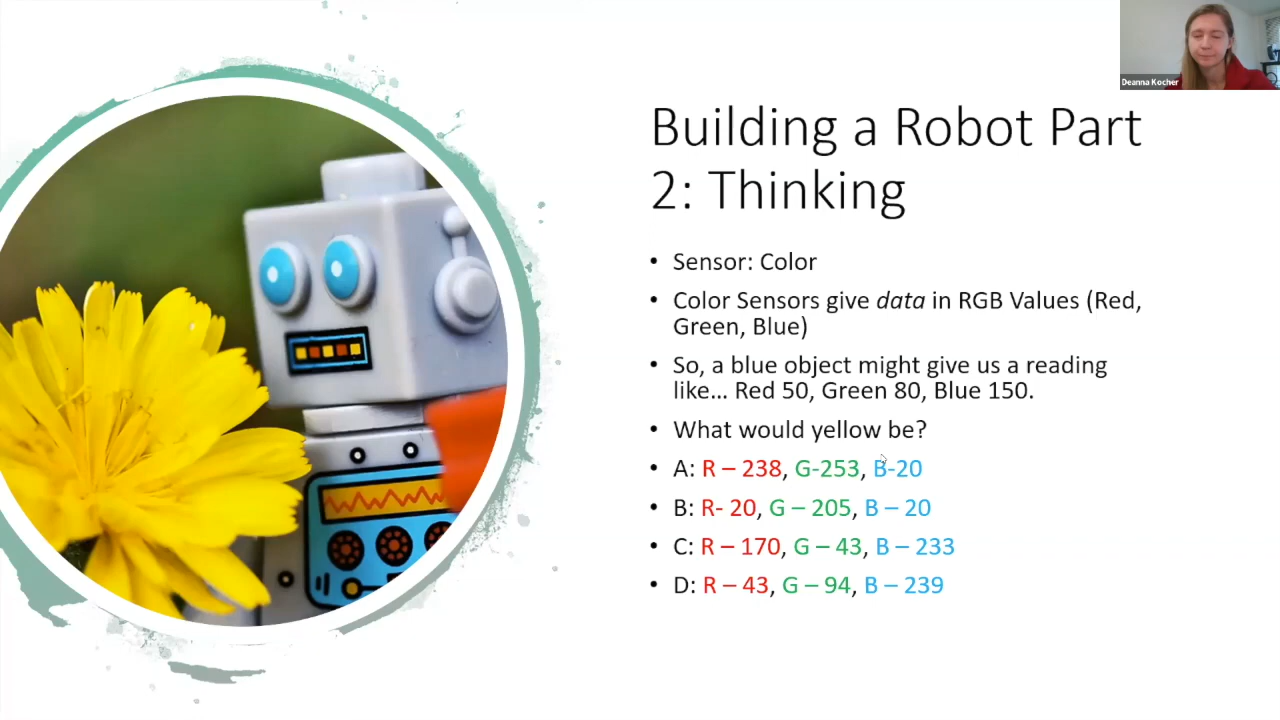 Deanna Kocher
Building a Robot Part
2: Thinking
• Sensor: Color
• Color Sensors give data in RGB Values (Red,
Green, Blue)
• So, a blue object might give us a reading
like… Red 50, Green 80, Blue 150.
• What would yellow be?
• A: R – 238, G-253, B-20
• B: R- 20, G – 205, B – 20
• C: R – 170, G – 43, B – 233
• D: R – 43, G – 94, B – 239